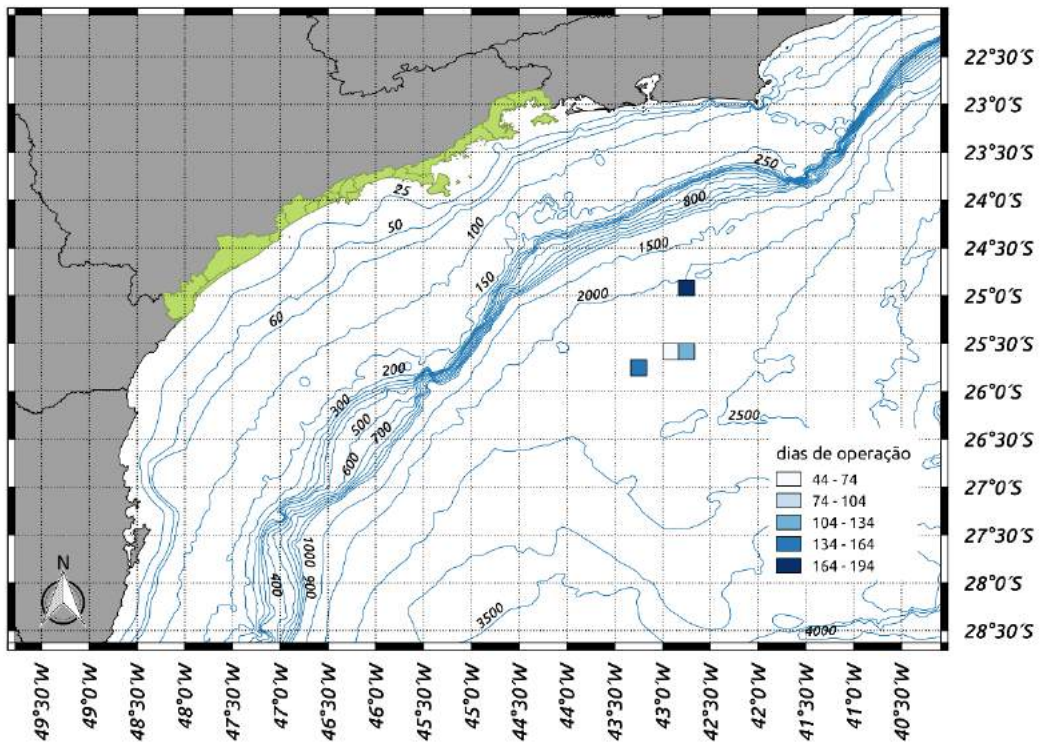 22°30′S
23°0′S
23°30′S
24°0′S
24°30′S
25°0′S
25°30′S
26°0′S
26°30′S
27°0′S
27°30′S
28°0′S
28°30′S
250
25
800
50
100
1500
150
2000
60
200
300
500
700
600
2500
dias de operação
44 - 74
74 - 104
104 - 134
134 - 164
164 - 194
1000
900
400
3500
4000
N
49°30′W
49°0′W
48°30′W
48°0′W
47°30′W
47°0′W
46°30′W
46°0′W
45°30′W
45°0′W
44°30′W
44°0′W
43°30′W
43°0′W
42°30′W
42°0′W
41°30′W
41°0′W
40°30′W